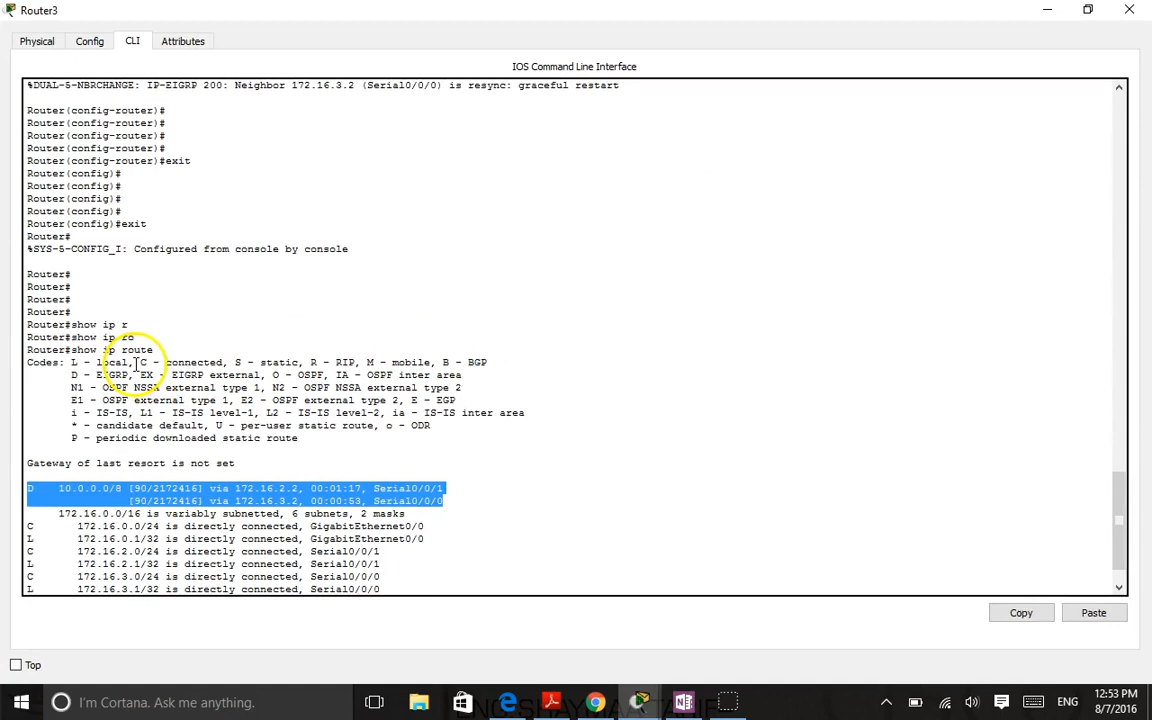 Router3
Physical Config CLI Attributes
IOS Command Line Interface
%DUAL-5-NBRCHANGE: IP-EIGRP 200: Neighbor 172.16.3.2 (Serial0/0/0) is resync: graceful restart
Router(config-router)#
Router(config-router)#
Router(config-router)#
Router(config-router)#
Router(config-router)#exit
Router(config)#
Router(config)#
Router(config)#
Router(config)#
Router(config)#exit
Router#
%SYS-5-CONFIG_I: Configured from console by console
Router#
Router#
Router#
Router#
Router#show ip r
Router#show ip ro
Router#show ip route
Codes: L - local, C - connected, S - static, R - RIP, M - mobile, B - BGP
D - EIGRP, EX - EIGRP external, O - OSPF, IA - OSPF inter area
N1 - OSPF NSSA external type 1, N2 - OSPF NSSA external type 2
E1 - OSPF external type 1, E2 - OSPF external type 2, E - EGP
i - IS-IS, L1 - IS-IS level-1, L2 - IS-IS level-2, ia - IS-IS inter area
* - candidate default, U - per-user static route, o - ODR
P - periodic downloaded static route
Gateway of last resort is not set
D 10.0.0.0/8 [90/2172416] via 172.16.2.2, 00:01:17, Serial0/0/1
[90/2172416] via 172.16.3.2, 00:00:53, Serial0/0/0
172.16.0.0/16 is variably subnetted, 6 subnets, 2 masks
C 172.16.0.0/24 is directly connected, GigabitEthernet0/0
L 172.16.0.1/32 is directly connected, GigabitEthernet0/0
C 172.16.2.0/24 is directly connected, Serial0/0/1
L 172.16.2.1/32 is directly connected, Serial0/0/1
C 172.16.3.0/24 is directly connected, Serial0/0/0
L 172.16.3.1/32 is directly connected, Serial0/0/0
Copy Paste
Top
I'm Cortana. Ask me anything.
ENG 12:53 PM
8/7/2016